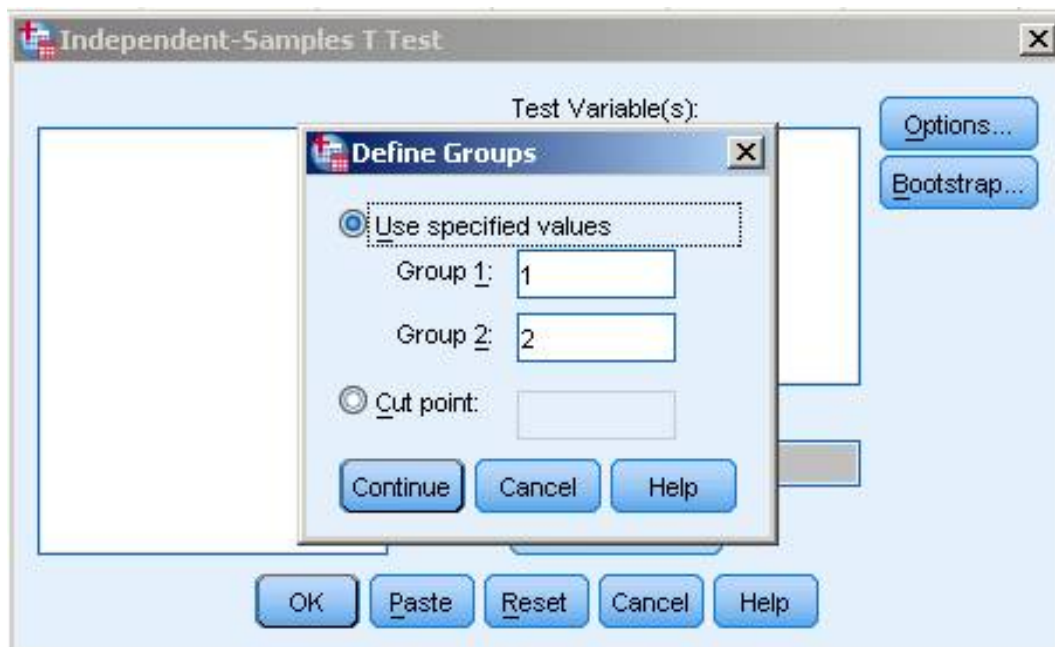 Independent-Samples T Test
Test Variable(s):
Options...
Bootstrap...
Define Groups
Use specified values
Group 1: 1
Group 2: 2
Cut point:
Continue Cancel Help
OK Paste Reset Cancel Help